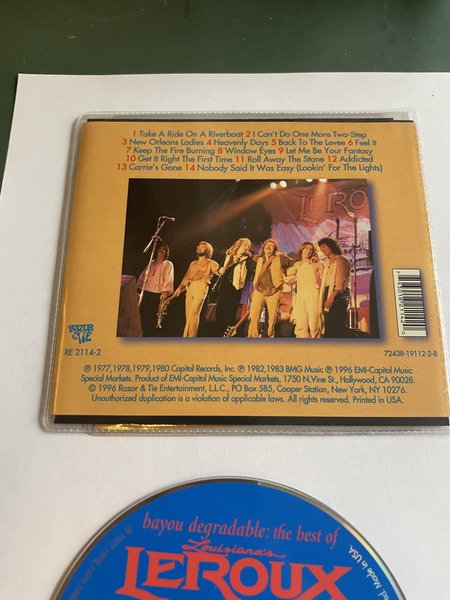 1 Take A Ride On A Riverboat 2 I Can't Do One More Two-Step
3 New Orleans Ladies 4 Heavenly Days 5 Back To The Levee 6 Feel It
7 Keep The Fire Burning 8 Window Eyes 9 Let Me Be Your Fantasy
10 Get It Right The First Time 11 Roll Away The Stone 12 Addicted
13 Carrie's Gone 14 Nobody Said It Was Easy (Lookin' For The Lights)
LEROU
RAZOR & TIE
RE 2114-2
72438-19112-2-8
℗ 1977,1978,1979,1980 Capitol Records, Inc. ℗ 1982,1983 BMG Music ℗ 1996 EMI-Capitol Music
Special Markets. Product of EMI-Capitol Music Special Markets, 1750 N.Vine St., Hollywood, CA 90028.
© 1996 Razor & Tie Entertainment, L.L.C., PO Box 585, Cooper Station, New York, NY 10276.
Unauthorized duplication is a violation of applicable laws. All rights reserved. Printed in USA.
bayou degradable: the best of
Louisiana's
LEROUX
Made in USA